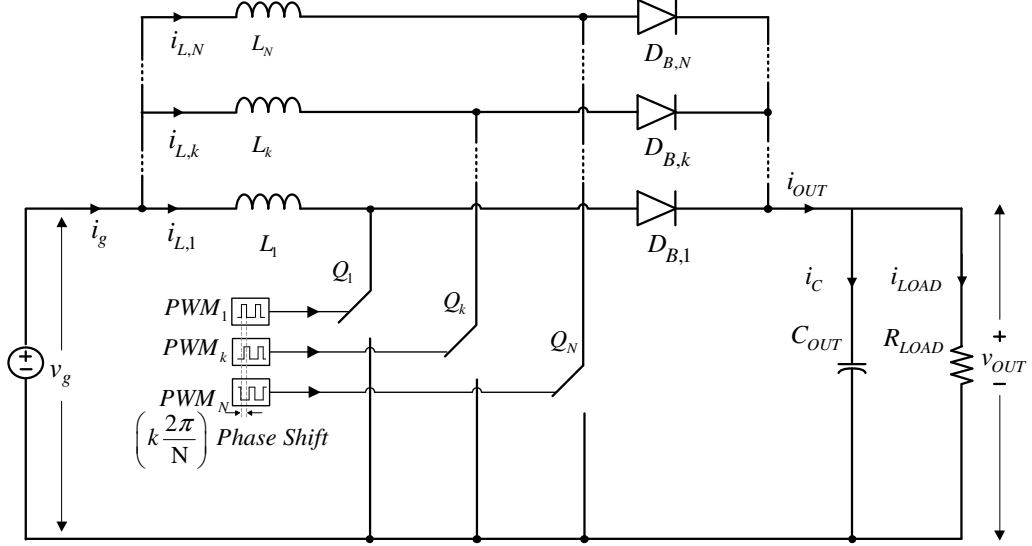 i_{L,N} L_N D_{B,N}
i_{L,k} L_k D_{B,k}
i_g i_{L,1} L_1 D_{B,1} i_{OUT}
Q_1 Q_k Q_N
PWM_1
PWM_k
PWM_N
(k 2π/N) Phase Shift
+ − v_g
i_C i_{LOAD}
C_{OUT} R_{LOAD}
+ v_{OUT} −